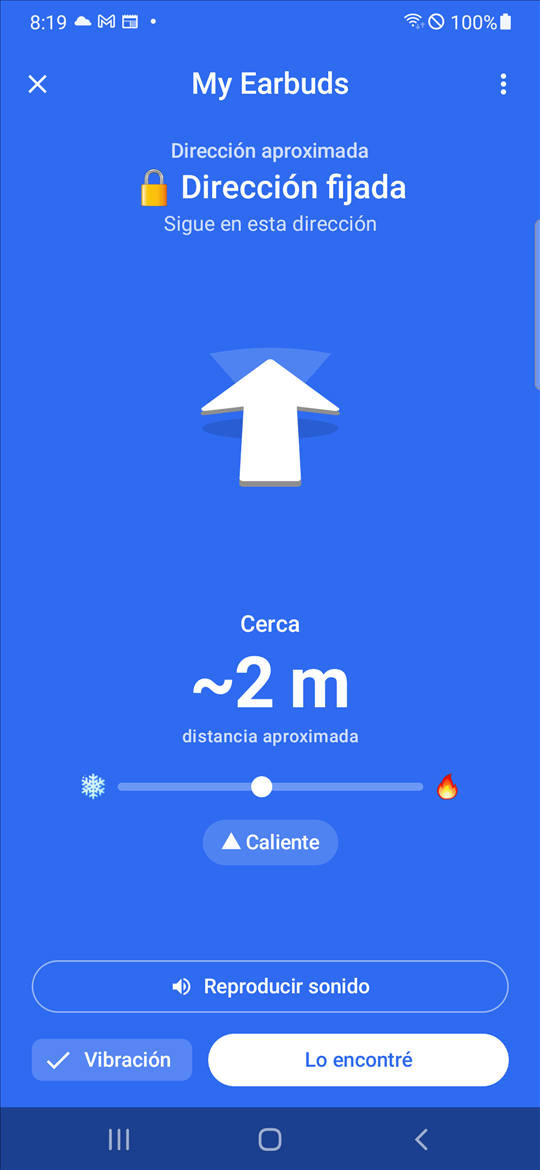 8:19
100%
My Earbuds
Dirección aproximada
Dirección fijada
Sigue en esta dirección
Cerca
~2 m
distancia aproximada
Caliente
Reproducir sonido
Vibración
Lo encontré